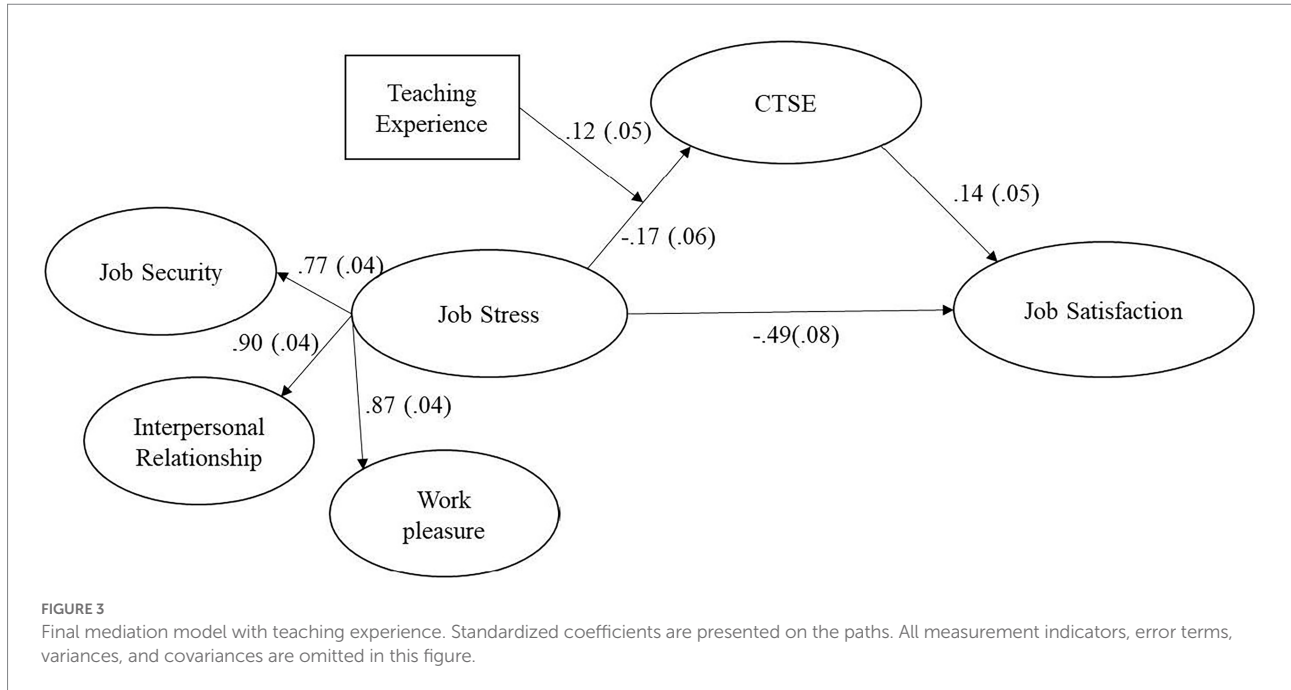 Teaching
Experience
CTSE
.12 (.05)
.14 (.05)
-.17 (.06)
Job Security
.77 (.04)
Job Stress
Job Satisfaction
-.49(.08)
.90 (.04)
.87 (.04)
Interpersonal
Relationship
Work
pleasure
FIGURE 3
Final mediation model with teaching experience. Standardized coefficients are presented on the paths. All measurement indicators, error terms,
variances, and covariances are omitted in this figure.